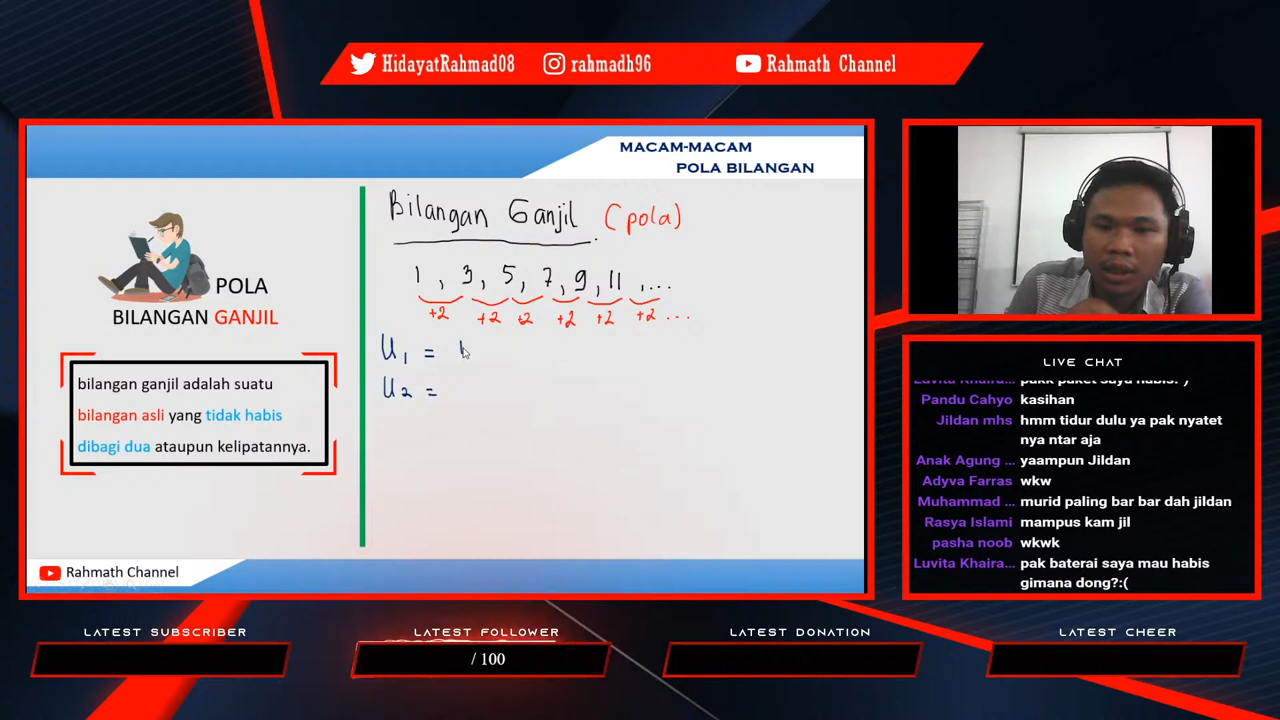 HidayatRahmad08
rahmadh96
Rahmath Channel
MACAM-MACAM
POLA BILANGAN
POLA
BILANGAN GANJIL
bilangan ganjil adalah suatu
bilangan asli yang tidak habis
dibagi dua ataupun kelipatannya.
Bilangan Ganjil (pola)
1, 3, 5, 7, 9, 11, ...
+2 +2 +2 +2 +2 +2 ...
U1 = 1
U2 =
Rahmath Channel
LIVE CHAT
Luvita Khaira...
Pandu Cahyo kasihan
Jildan mhs hmm tidur dulu ya pak nyatet
nya ntar aja
Anak Agung ... yaampun Jildan
Adyva Farras wkw
Muhammad ... murid paling bar bar dah jildan
Rasya Islami mampus kam jil
pasha noob wkwk
Luvita Khaira... pak baterai saya mau habis
gimana dong?:(
LATEST SUBSCRIBER
LATEST FOLLOWER
/ 100
LATEST DONATION
LATEST CHEER